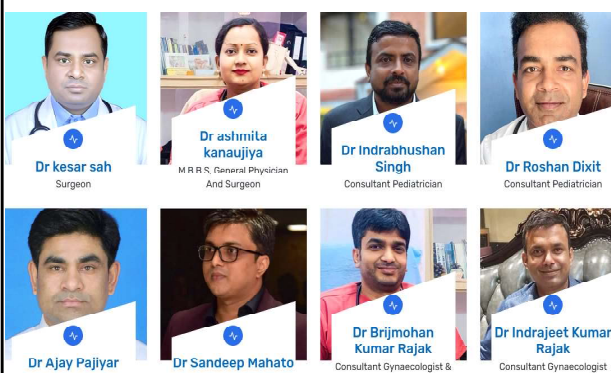 Dr kesar sah
Surgeon
Dr ashmita
kanaujiya
M.B.B.S, General Physician
And Surgeon
Dr Indrabhushan
Singh
Consultant Pediatrician
Dr Roshan Dixit
Consultant Pediatrician
Dr Ajay Pajiyar
Dr Sandeep Mahato
Dr Brijmohan
Kumar Rajak
Consultant Gynaecologist &
Dr Indrajeet Kumar
Rajak
Consultant Gynecologist